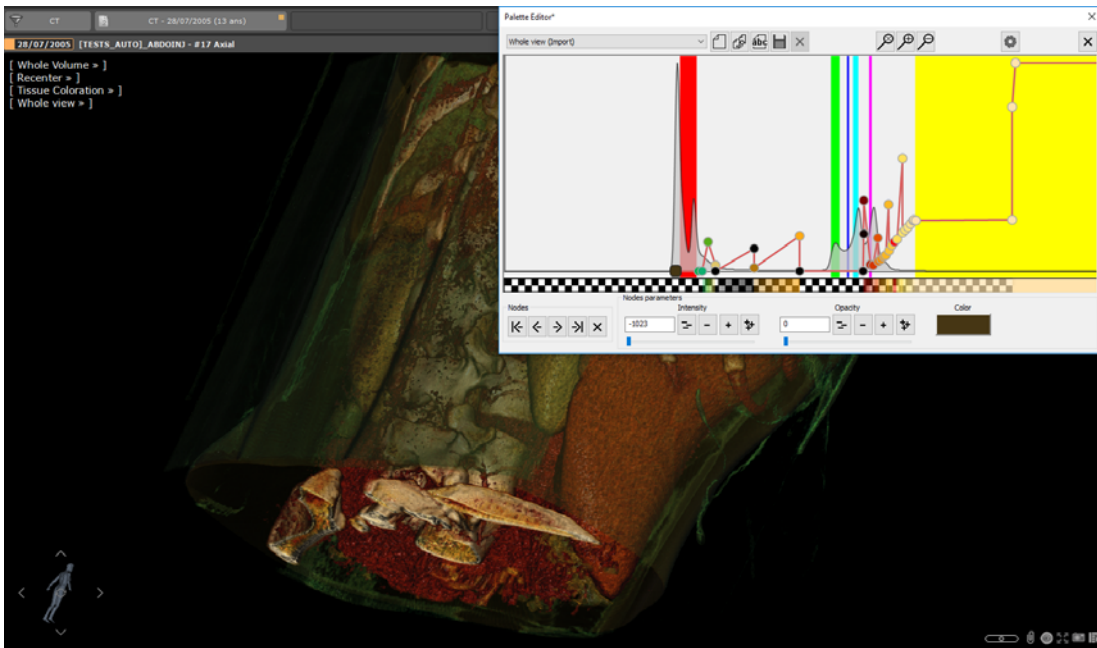 CT
CT - 28/07/2005 (13 ans)
28/07/2005 [TESTS_AUTO]_ABDOINJ - #17 Axial
[ Whole Volume » ]
[ Recenter » ]
[ Tissue Coloration » ]
[ Whole view » ]
Palette Editor*
Whole view (Import)
abc
Nodes
Nodes parameters
Intensity
Opacity
Color
-1023
0